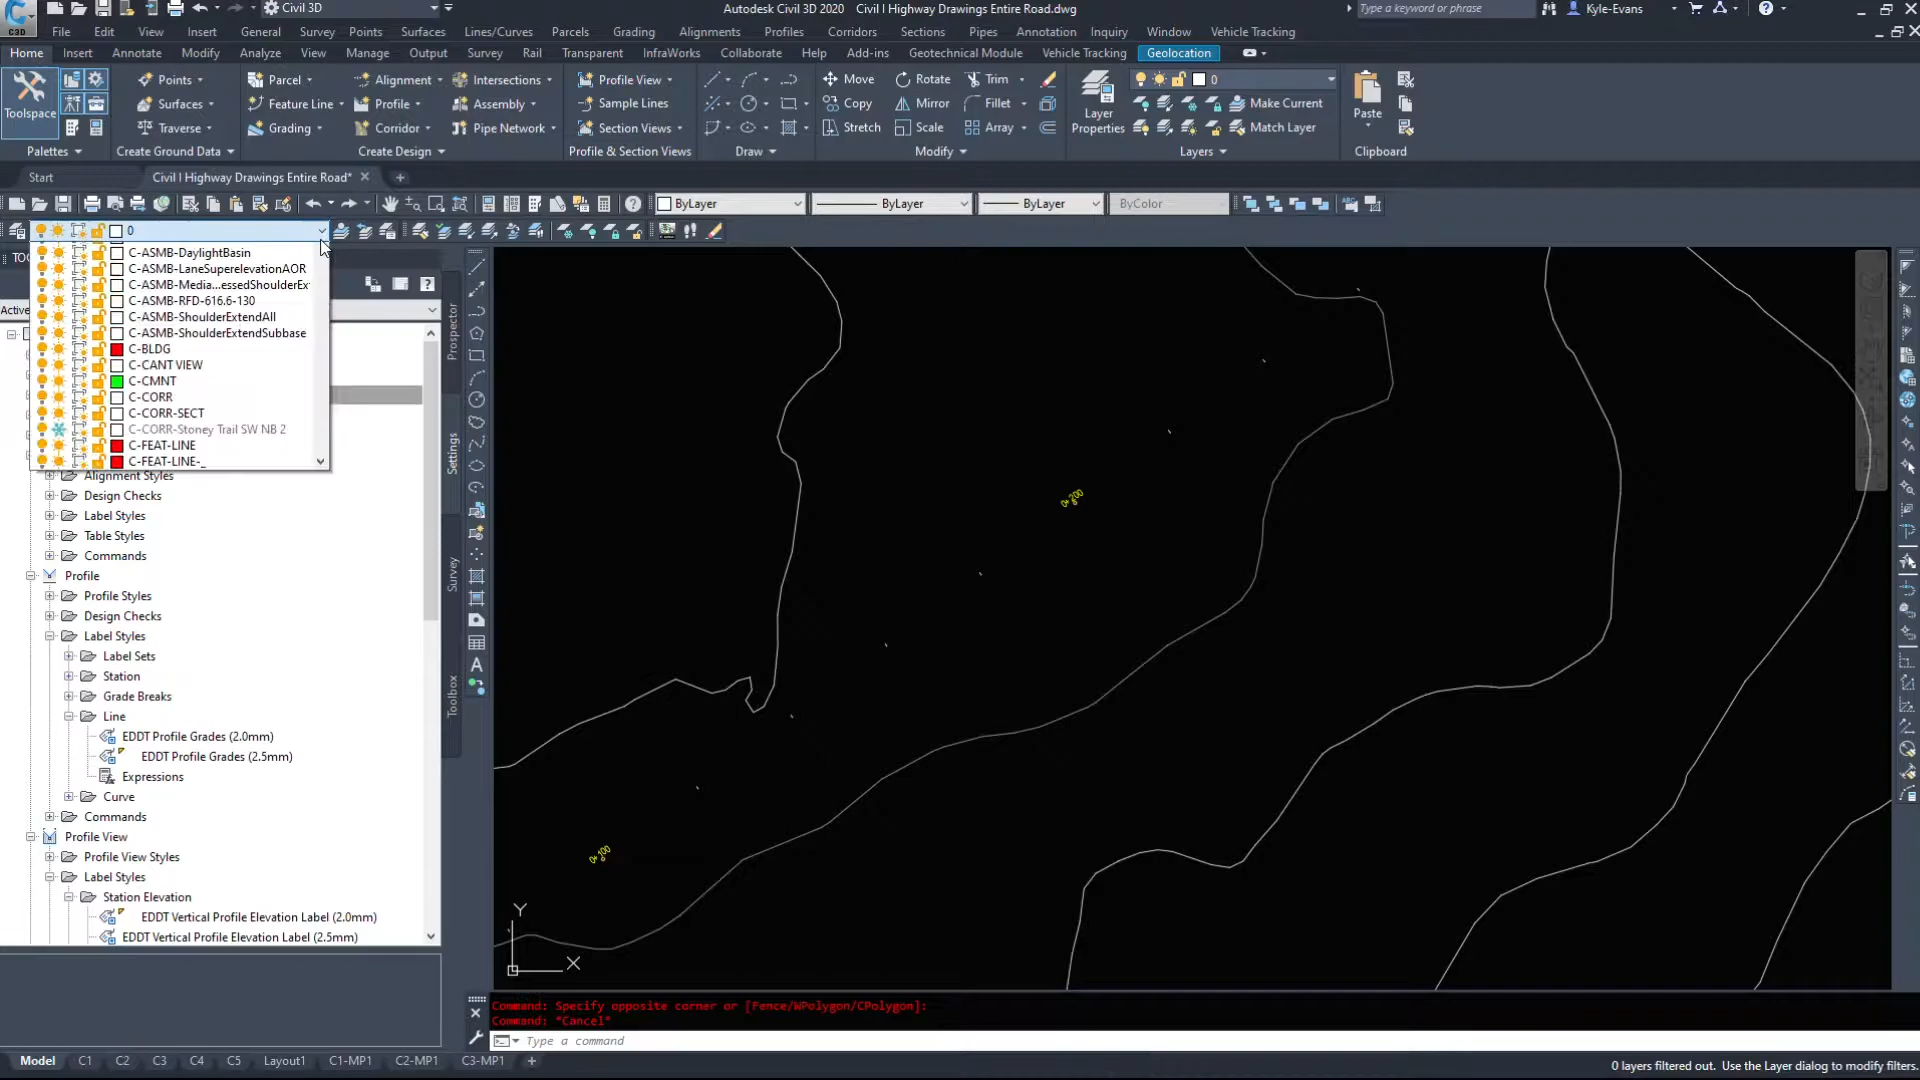 C3D Civil 3D Autodesk Civil 3D 2020 Civil I Highway Drawings Entire Road.dwg Type a keyword or phrase Kyle-Evans
File Edit View Insert General Survey Points Surfaces Lines/Curves Parcels Grading Alignments Profiles Corridors Sections Pipes Annotation Inquiry Window Vehicle Tracking
Home Insert Annotate Modify Analyze View Manage Output Survey Rail Transparent InfraWorks Collaborate Help Add-ins Geotechnical Module Vehicle Tracking Geolocation
Points Parcel Alignment Intersections Profile View Move Rotate Trim 0
Toolspace Surfaces Feature Line Profile Assembly Sample Lines Copy Mirror Fillet Layer Properties Make Current Paste
Traverse Grading Corridor Pipe Network Section Views Stretch Scale Array Match Layer
Palettes Create Ground Data Create Design Profile & Section Views Draw Modify Layers Clipboard
Start Civil I Highway Drawings Entire Road*
ByLayer ByLayer ByLayer ByColor
0
C-ASMB-DaylightBasin
C-ASMB-LaneSuperelevationAOR
C-ASMB-Media...essedShoulderEx
C-ASMB-RFD-616.6-130
C-ASMB-ShoulderExtendAll
C-ASMB-ShoulderExtendSubbase
C-BLDG
C-CANT VIEW
C-CMNT
C-CORR
C-CORR-SECT
C-CORR-Stoney Trail SW NB 2
C-FEAT-LINE
C-FEAT-LINE-_
TOO
Active
Alignment Styles
Design Checks
Label Styles
Table Styles
Commands
Profile
Profile Styles
Design Checks
Label Styles
Label Sets
Station
Grade Breaks
Line
EDDT Profile Grades (2.0mm)
EDDT Profile Grades (2.5mm)
Expressions
Curve
Commands
Profile View
Profile View Styles
Label Styles
Station Elevation
EDDT Vertical Profile Elevation Label (2.0mm)
EDDT Vertical Profile Elevation Label (2.5mm)
Prospector
Settings
Survey
Toolbox
0+200
0+100
Y
X
Command: Specify opposite corner or [Fence/WPolygon/CPolygon]:
Command: *Cancel*
Type a command
Model C1 C2 C3 C4 C5 Layout1 C1-MP1 C2-MP1 C3-MP1
0 layers filtered out. Use the Layer dialog to modify filters.